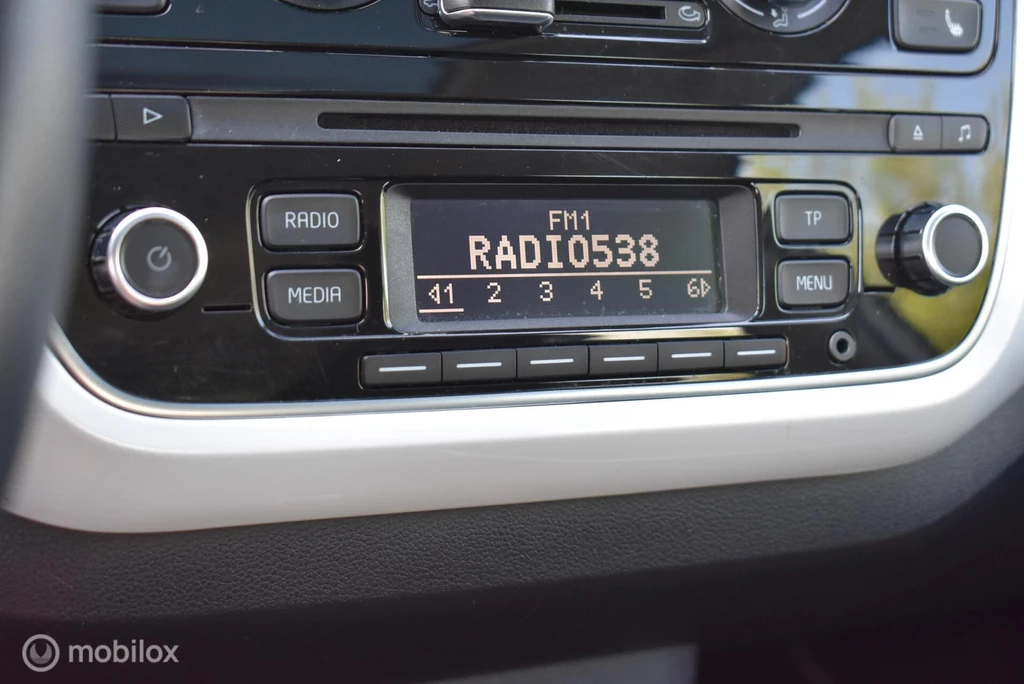 FM1
RADIO
RADIO538
TP
MEDIA
1 2 3 4 5 6
MENU
mobilox